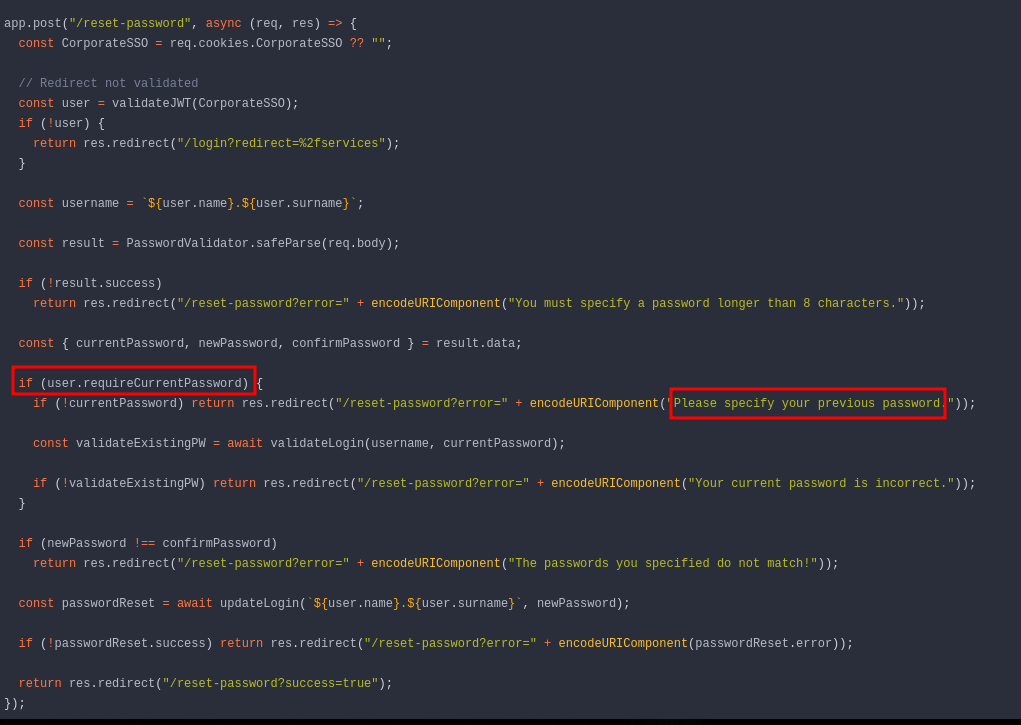 app.post("/reset-password", async (req, res) => {
  const CorporateSSO = req.cookies.CorporateSSO ?? "";
  // Redirect not validated
  const user = validateJWT(CorporateSSO);
  if (!user) {
    return res.redirect("/login?redirect=%2fservices");
  }
  const username = `${user.name}.${user.surname}`;
  const result = PasswordValidator.safeParse(req.body);
  if (!result.success)
    return res.redirect("/reset-password?error=" + encodeURIComponent("You must specify a password longer than 8 characters."));
  const { currentPassword, newPassword, confirmPassword } = result.data;
  if (user.requireCurrentPassword) {
    if (!currentPassword) return res.redirect("/reset-password?error=" + encodeURIComponent("Please specify your previous password."));
    const validateExistingPW = await validateLogin(username, currentPassword);
    if (!validateExistingPW) return res.redirect("/reset-password?error=" + encodeURIComponent("Your current password is incorrect."));
  }
  if (newPassword !== confirmPassword)
    return res.redirect("/reset-password?error=" + encodeURIComponent("The passwords you specified do not match!"));
  const passwordReset = await updateLogin(`${user.name}.${user.surname}`, newPassword);
  if (!passwordReset.success) return res.redirect("/reset-password?error=" + encodeURIComponent(passwordReset.error));
  return res.redirect("/reset-password?success=true");
});